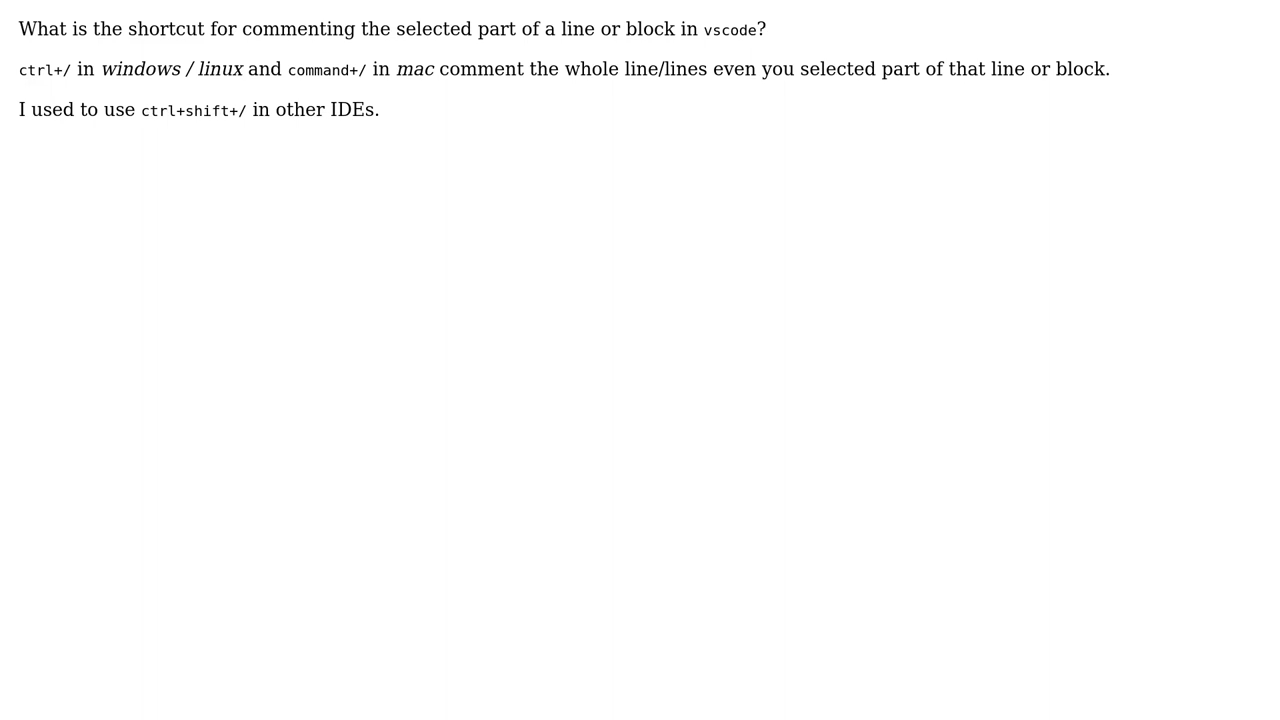 What is the shortcut for commenting the selected part of a line or block in vscode?
ctrl+/ in windows / linux and command+/ in mac comment the whole line/lines even you selected part of that line or block.
I used to use ctrl+shift+/ in other IDEs.